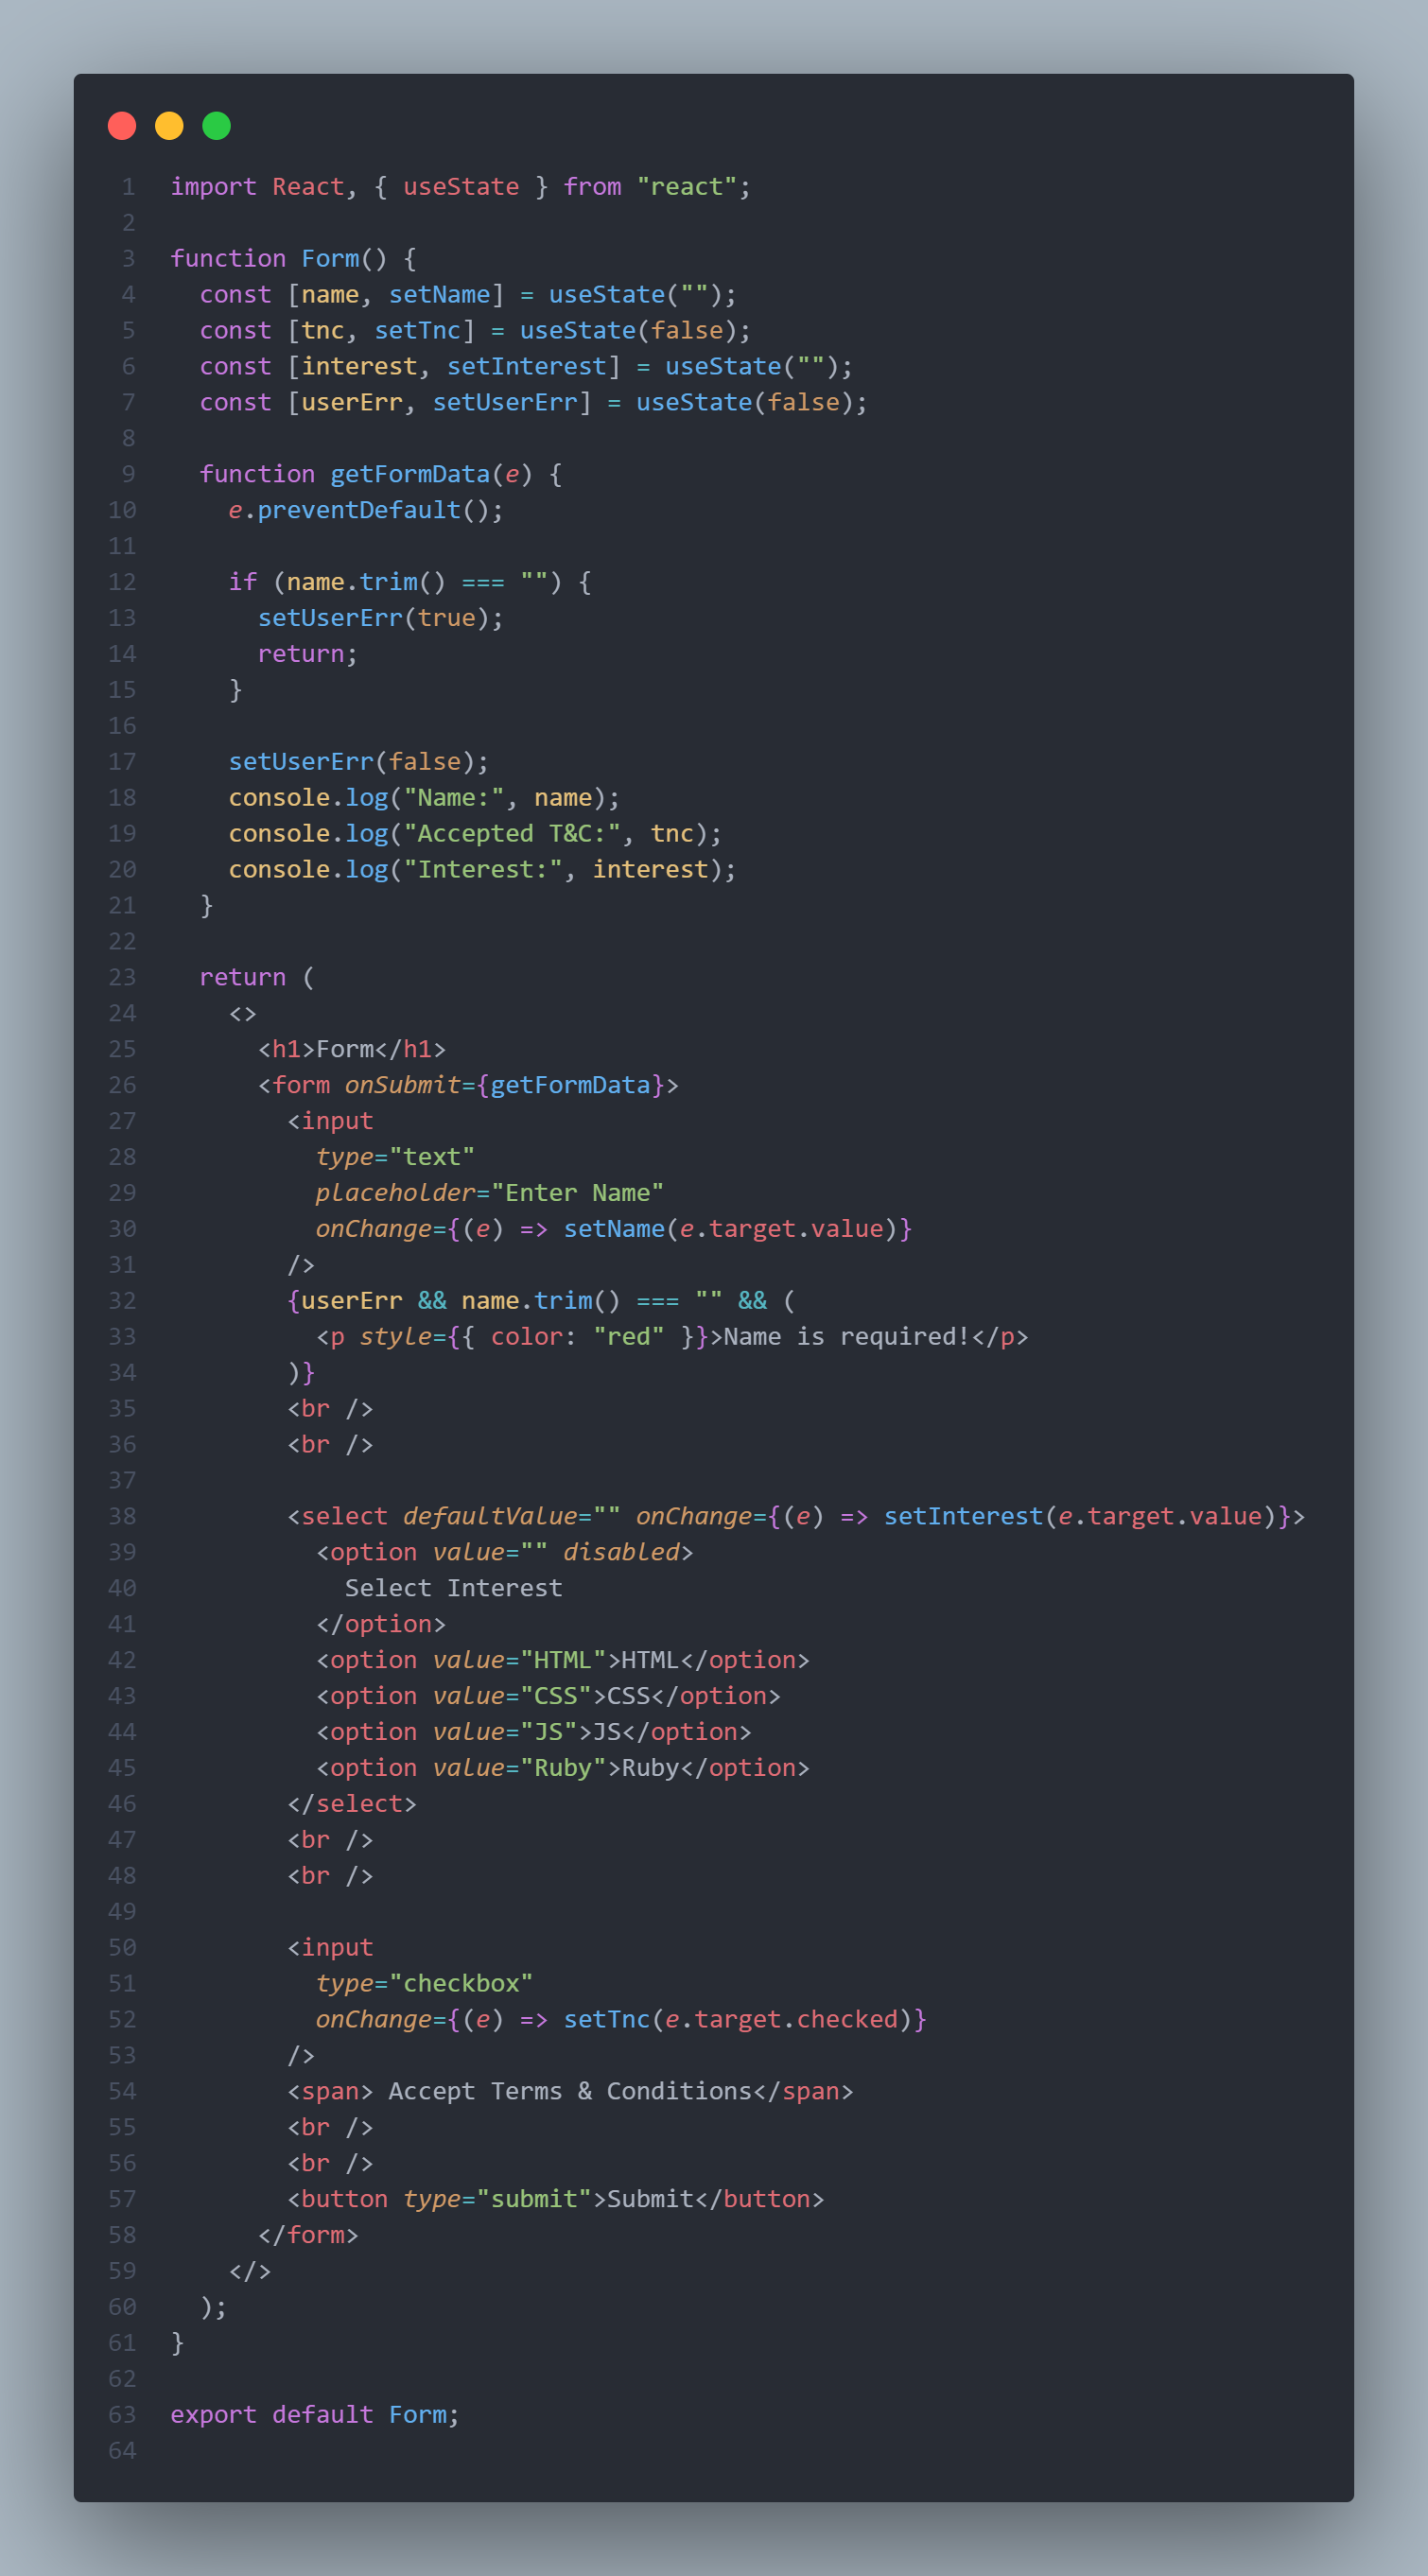 1 import React, { useState } from "react";
2
3 function Form() {
4   const [name, setName] = useState("");
5   const [tnc, setTnc] = useState(false);
6   const [interest, setInterest] = useState("");
7   const [userErr, setUserErr] = useState(false);
8
9   function getFormData(e) {
10     e.preventDefault();
11
12     if (name.trim() === "") {
13       setUserErr(true);
14       return;
15     }
16
17     setUserErr(false);
18     console.log("Name:", name);
19     console.log("Accepted T&C:", tnc);
20     console.log("Interest:", interest);
21   }
22
23   return (
24     <>
25       <h1>Form</h1>
26       <form onSubmit={getFormData}>
27         <input
28           type="text"
29           placeholder="Enter Name"
30           onChange={(e) => setName(e.target.value)}
31         />
32         {userErr && name.trim() === "" && (
33           <p style={{ color: "red" }}>Name is required!</p>
34         )}
35         <br />
36         <br />
37
38         <select defaultValue="" onChange={(e) => setInterest(e.target.value)}>
39           <option value="" disabled>
40             Select Interest
41           </option>
42           <option value="HTML">HTML</option>
43           <option value="CSS">CSS</option>
44           <option value="JS">JS</option>
45           <option value="Ruby">Ruby</option>
46         </select>
47         <br />
48         <br />
49
50         <input
51           type="checkbox"
52           onChange={(e) => setTnc(e.target.checked)}
53         />
54         <span> Accept Terms & Conditions</span>
55         <br />
56         <br />
57         <button type="submit">Submit</button>
58       </form>
59     </>
60   );
61 }
62
63 export default Form;
64